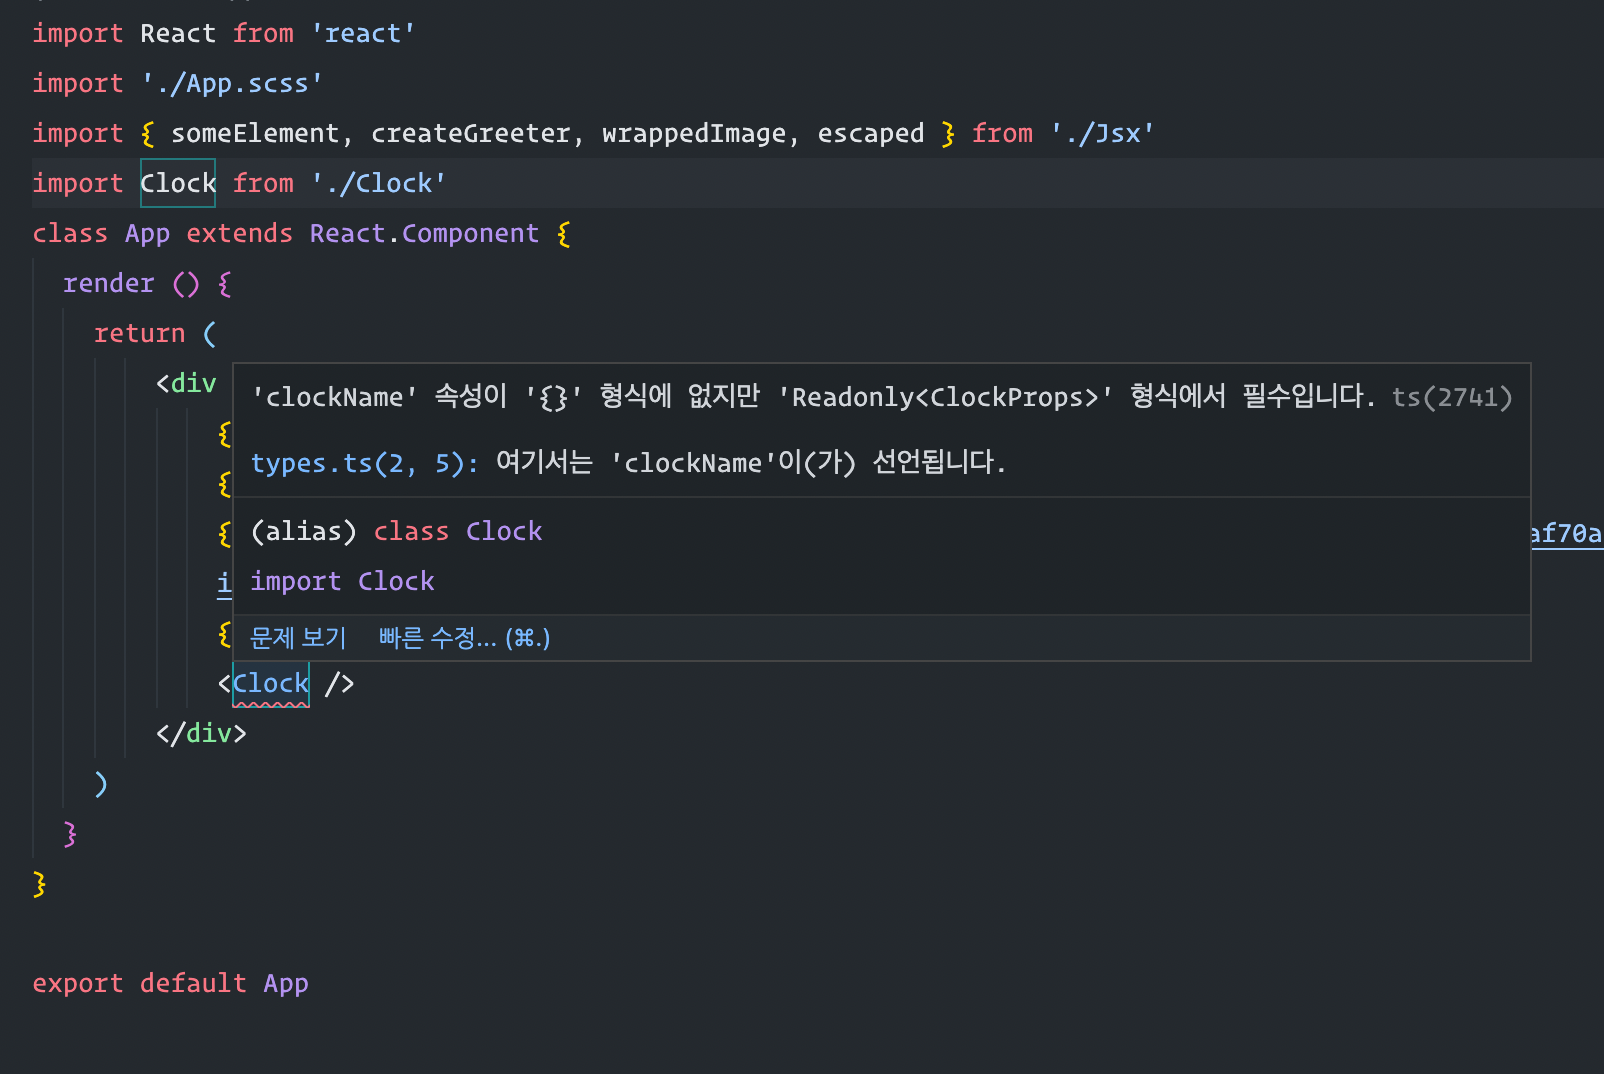 import React from 'react'
import './App.scss'
import { someElement, createGreeter, wrappedImage, escaped } from './Jsx'
import Clock from './Clock'
class App extends React.Component {
render () {
return (
<div
'clockName' 속성이 '{}' 형식에 없지만 'Readonly<ClockProps>' 형식에서 필수입니다. ts(2741)
{
types.ts(2, 5): 여기서는 'clockName'이(가) 선언됩니다.
{
{ (alias) class Clock af70a
i import Clock
{ 문제 보기 빠른 수정... (⌘.)
<Clock />
</div>
)
}
}
export default App